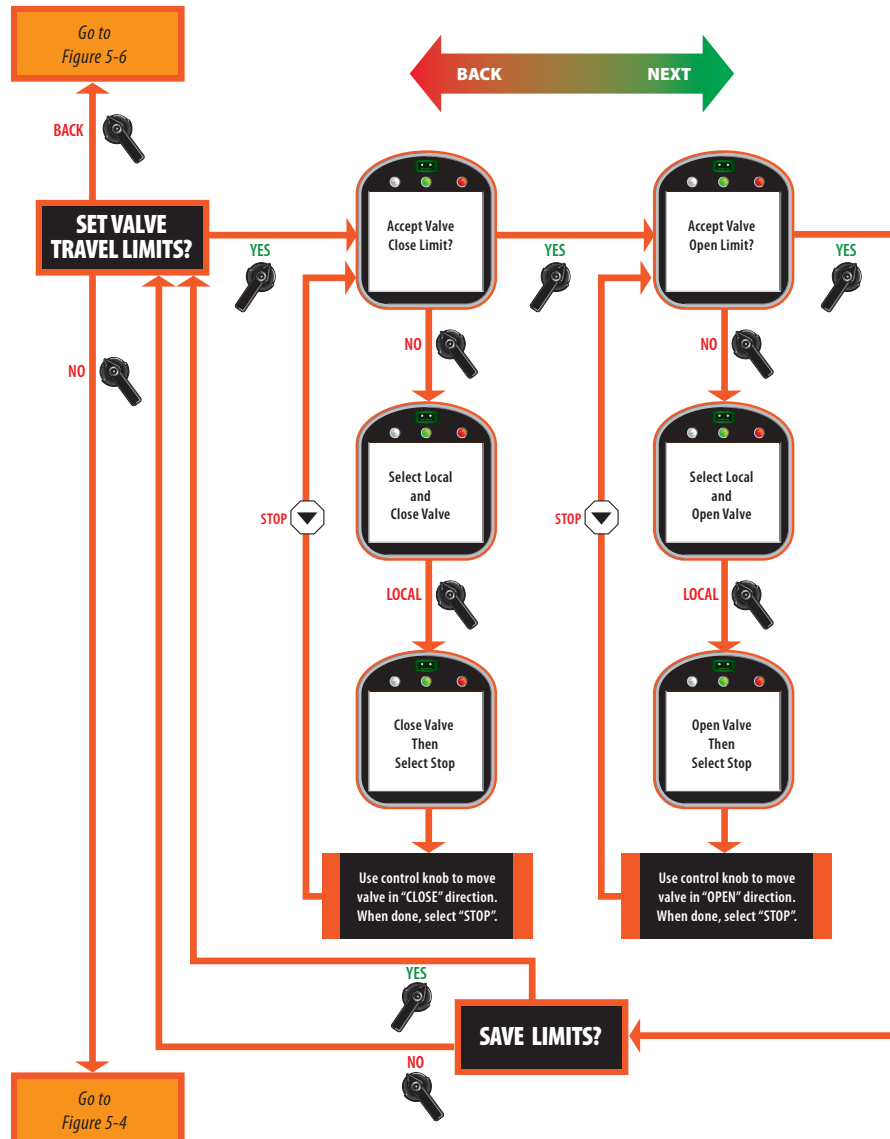 Go to
Figure 5-6
BACK
NEXT
BACK
SET VALVE
TRAVEL LIMITS?
YES
Accept Valve
Close Limit?
YES
Accept Valve
Open Limit?
YES
NO
NO
NO
Select Local
and
Close Valve
Select Local
and
Open Valve
STOP
STOP
LOCAL
LOCAL
Close Valve
Then
Select Stop
Open Valve
Then
Select Stop
Use control knob to move
valve in “CLOSE” direction.
When done, select “STOP”.
Use control knob to move
valve in “OPEN” direction.
When done, select “STOP”.
YES
SAVE LIMITS?
NO
Go to
Figure 5-4